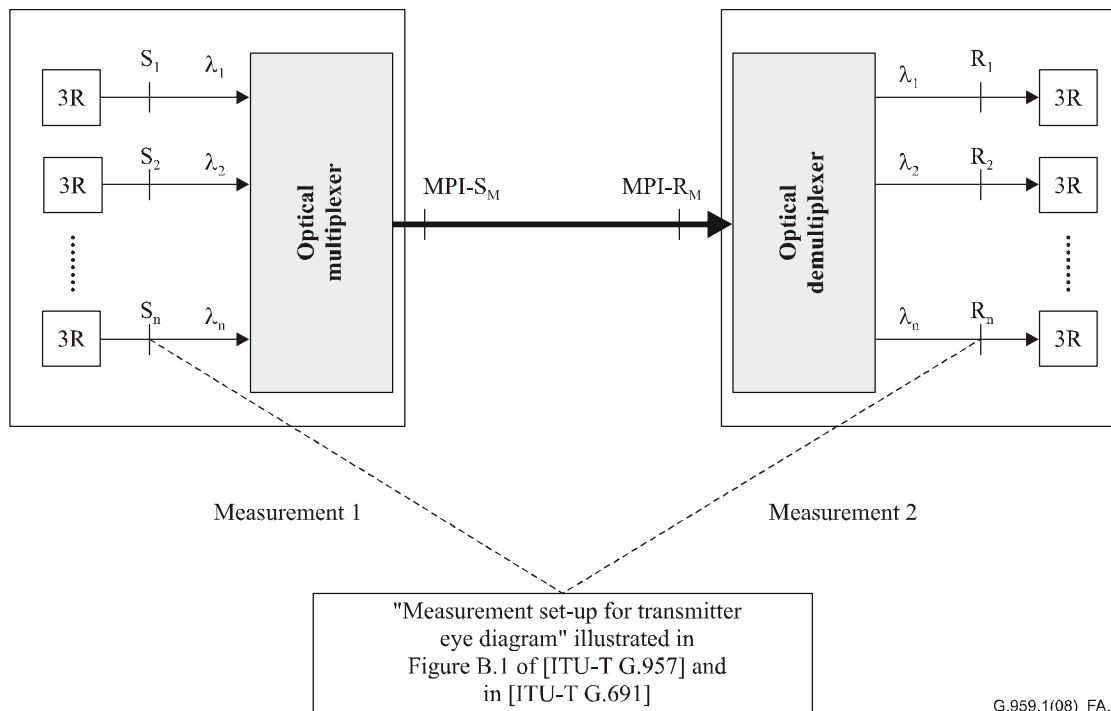 S₁ λ₁
3R
S₂ λ₂
3R
Sₙ λₙ
3R
Optical
multiplexer
MPI-S_M
MPI-R_M
Optical
demultiplexer
λ₁ R₁
3R
λ₂ R₂
3R
λₙ Rₙ
3R
Measurement 1
Measurement 2
"Measurement set-up for transmitter
eye diagram" illustrated in
Figure B.1 of [ITU-T G.957] and
in [ITU-T G.691]
G.959.1(08)_FA.